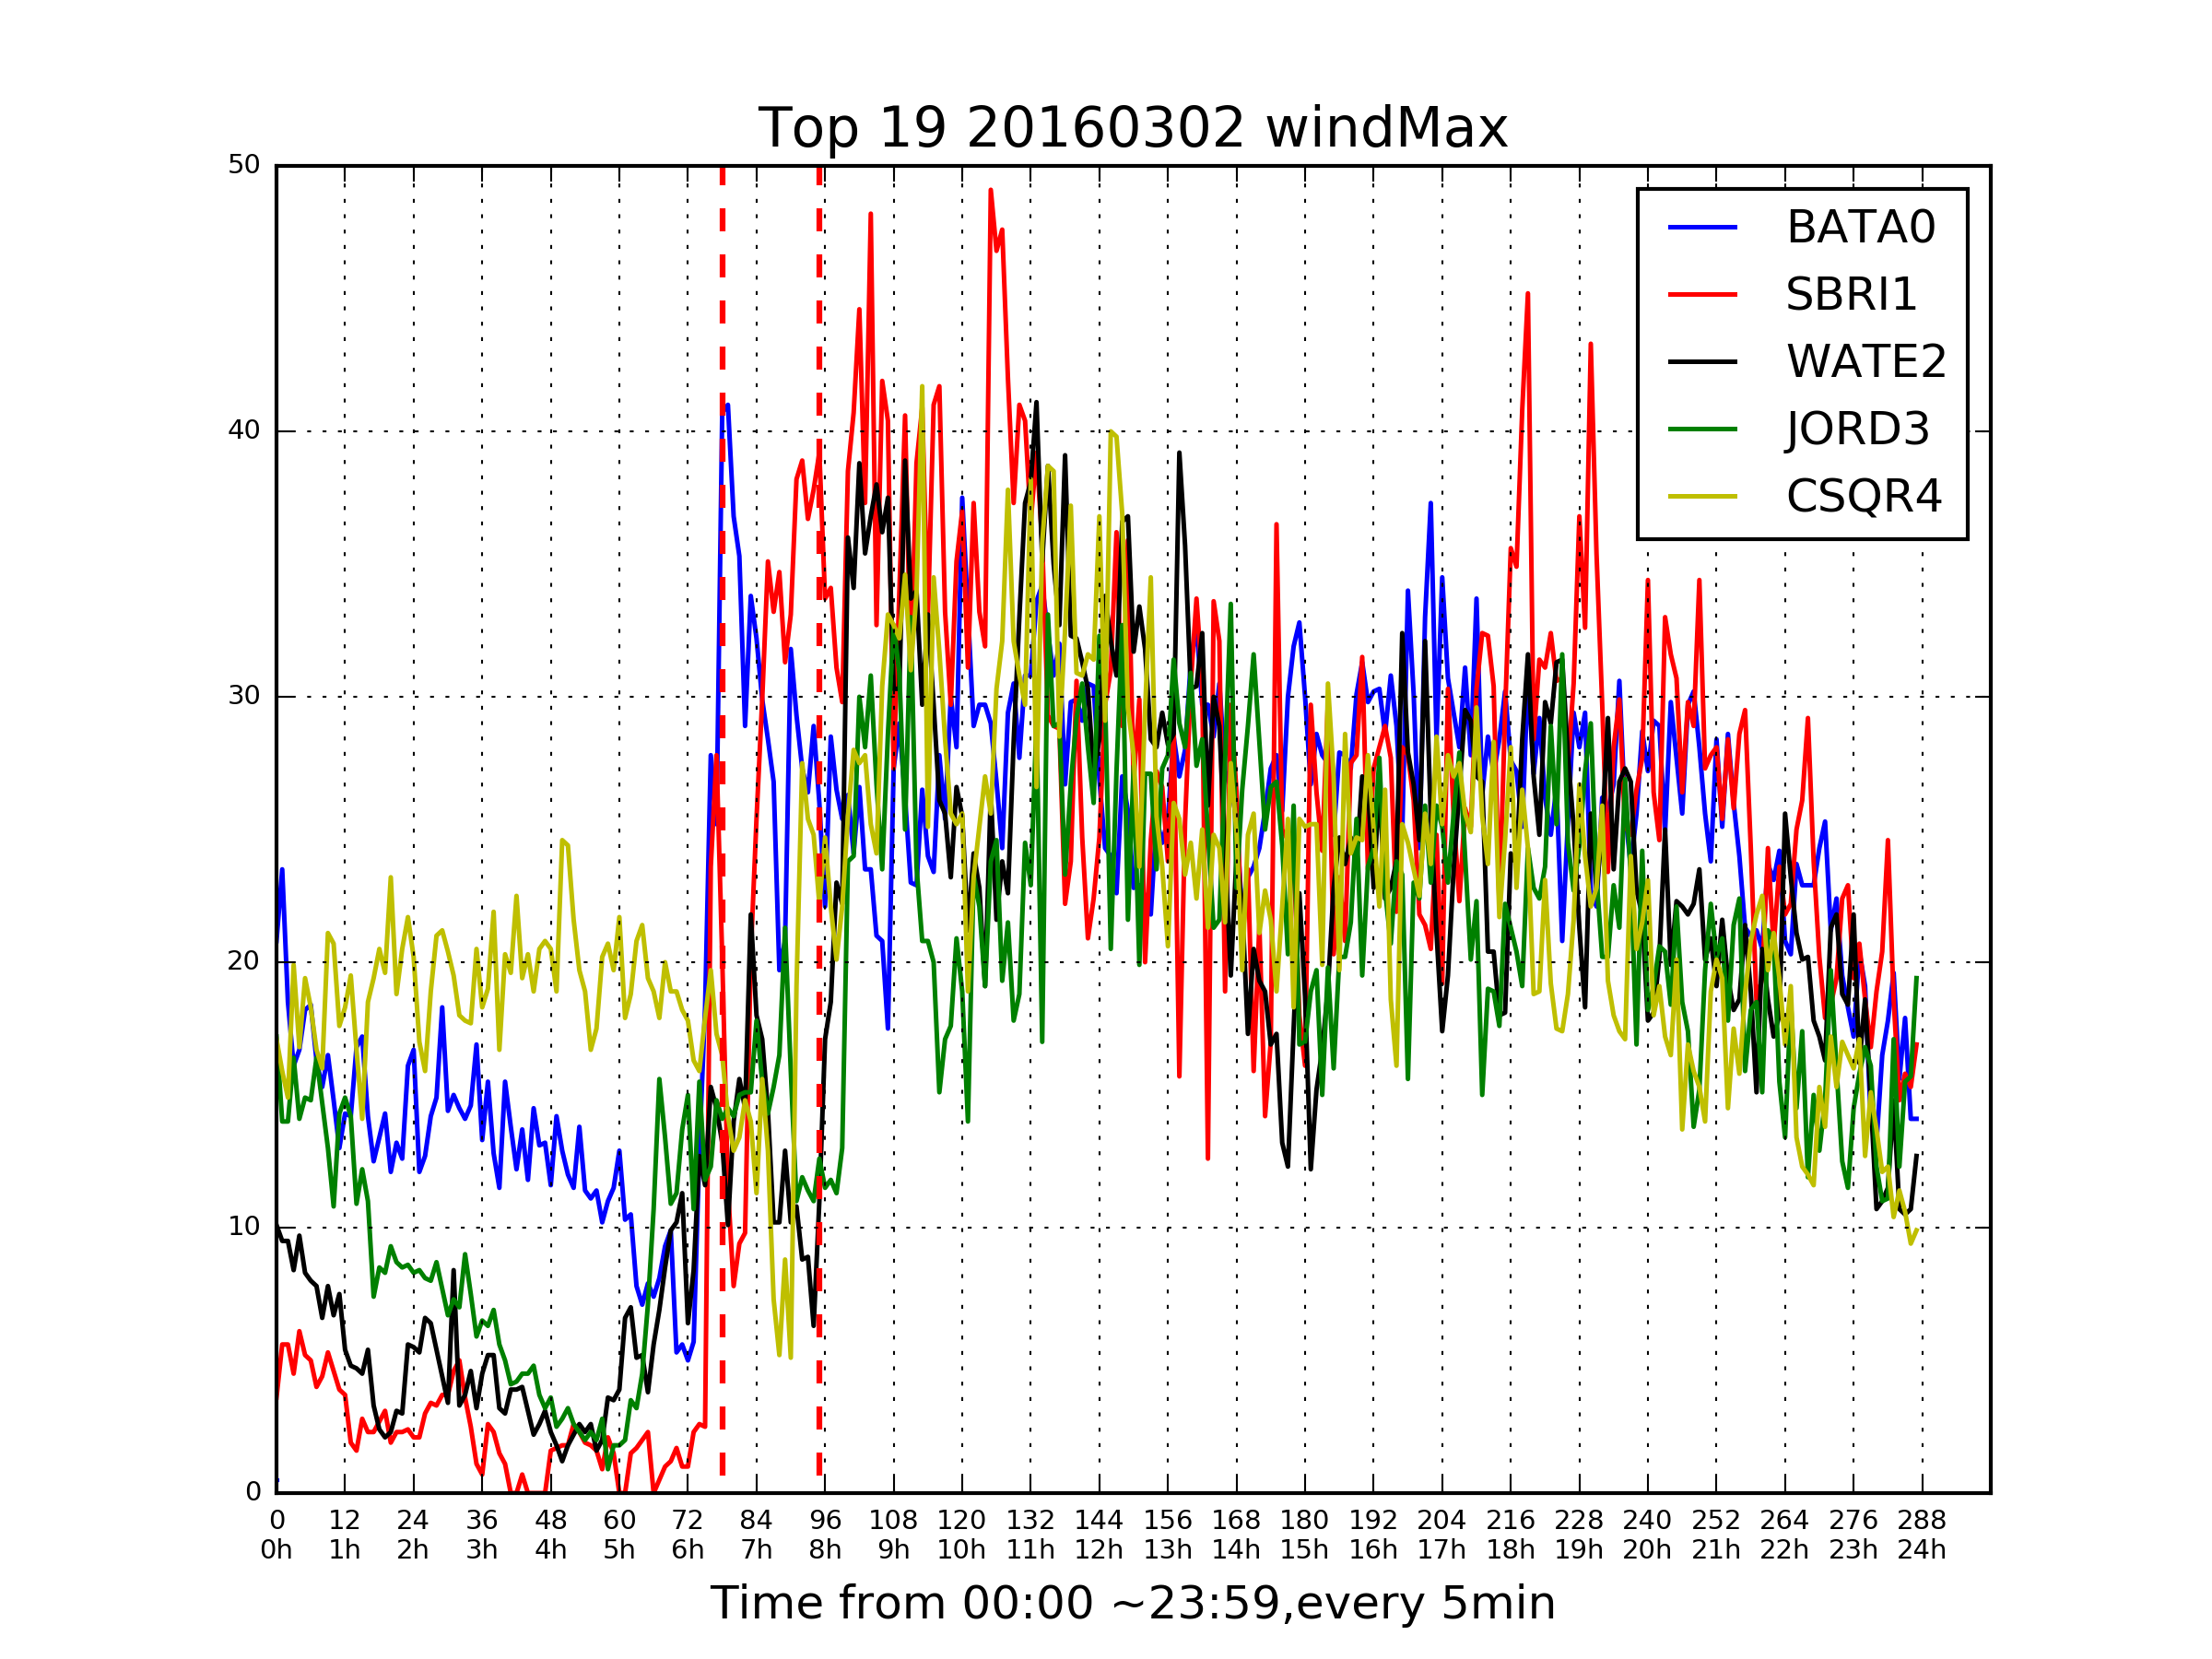 Top 19 20160302 windMax
50
40
30
20
10
0
BATA0
SBRI1
WATE2
JORD3
CSQR4
0 12 24 36 48 60 72 84 96 108 120 132 144 156 168 180 192 204 216 228 240 252 264 276 288
0h 1h 2h 3h 4h 5h 6h 7h 8h 9h 10h 11h 12h 13h 14h 15h 16h 17h 18h 19h 20h 21h 22h 23h 24h
Time from 00:00 ~23:59,every 5min